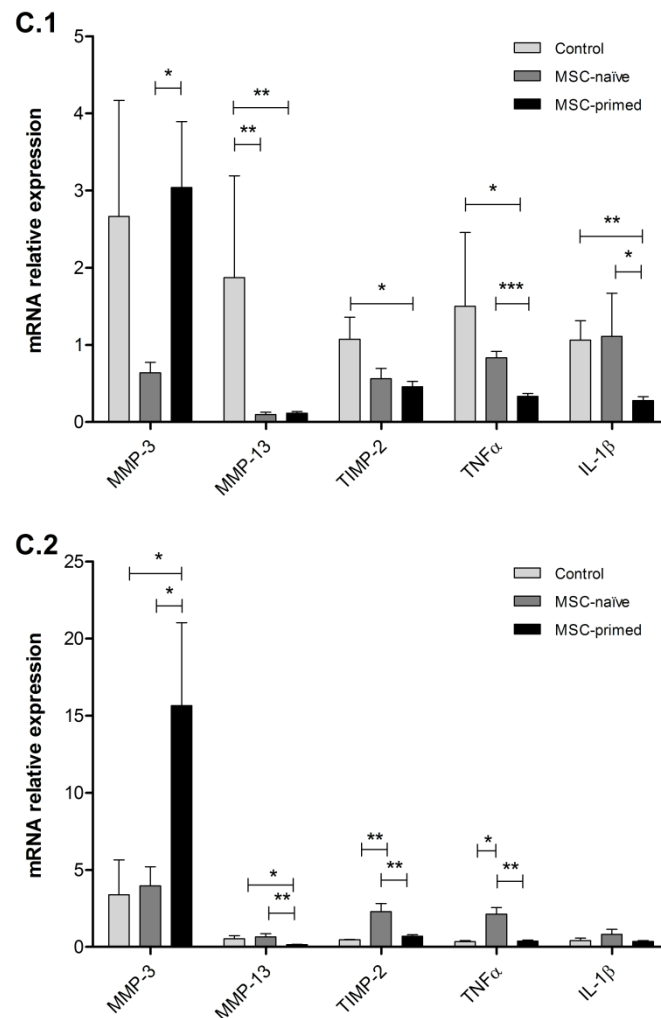 C.1
mRNA relative expression
5
4
3
2
1
0
Control
MSC-naïve
MSC-primed
*
**
**
*
*
***
**
*
MMP-3
MMP-13
TIMP-2
TNFα
IL-1β
C.2
mRNA relative expression
25
20
15
10
5
0
Control
MSC-naïve
MSC-primed
*
*
*
**
**
**
*
**
MMP-3
MMP-13
TIMP-2
TNFα
IL-1β